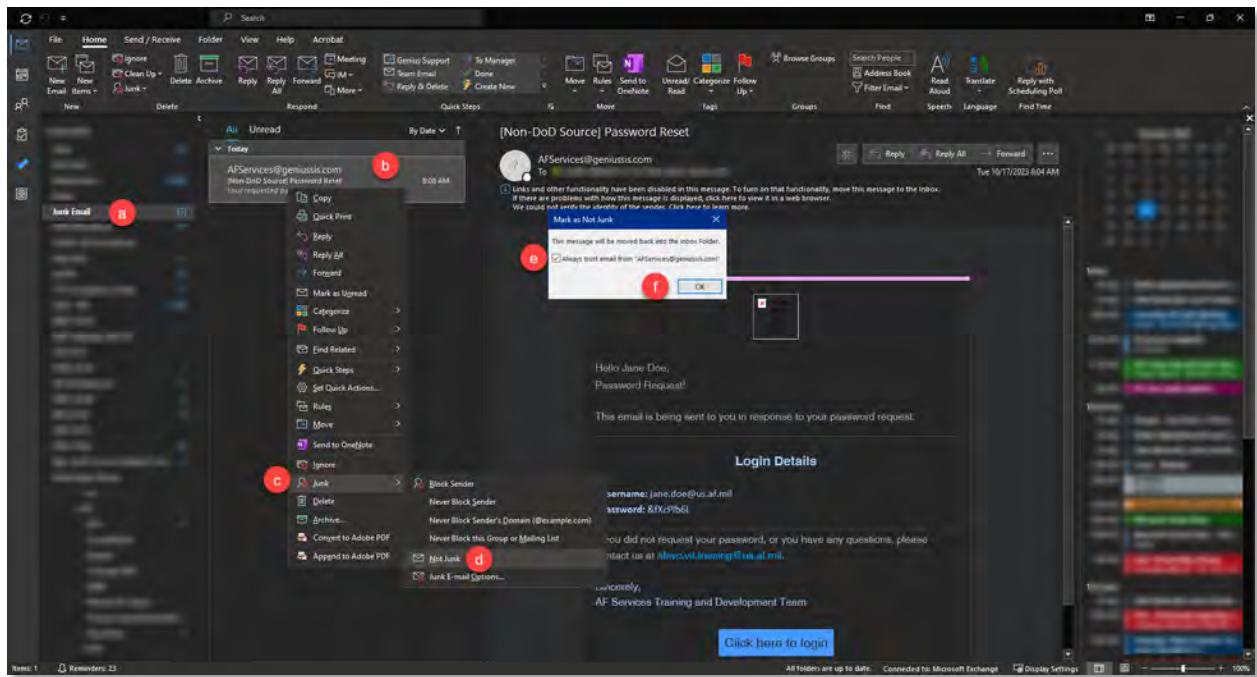 Search
File Home Send / Receive Folder View Help Acrobat
New Email
New Items
Ignore
Clean Up
Junk
Delete Archive
Reply Reply All Forward
Meeting
IM
More
Genius Support
Team Email
Reply & Delete
To Manager
Done
Create New
Move Rules Send to OneNote
Unread/ Read Categorize Follow Up
Browse Groups
Search People
Address Book
Filter Email
Read Aloud
Translate
Reply with Scheduling Poll
New Delete Respond Quick Steps Move Tags Groups Find Speech Language Find Time
All Unread By Date
Today
AFServices@geniussis.com
[Non-DoD Source] Password Reset 8:08 AM
Your requested pa
b
Junk Email [1]
a
[Non-DoD Source] Password Reset
AFServices@geniussis.com
To
Reply Reply All Forward
Tue 10/17/2023 8:04 AM
Links and other functionality have been disabled in this message. To turn on that functionality, move this message to the Inbox.
If there are problems with how this message is displayed, click here to view it in a web browser.
We could not verify the identity of the sender. Click here to learn more.
Mark as Not Junk
This message will be moved back into the Inbox Folder.
e
Always trust email from "AFServices@geniussis.com"
f
OK
Copy
Quick Print
Reply
Reply All
Forward
Mark as Unread
Categorize
Follow Up
Find Related
Quick Steps
Set Quick Actions...
Rules
Move
Send to OneNote
Ignore
c
Junk
Delete
Archive...
Convert to Adobe PDF
Append to Adobe PDF
Block Sender
Never Block Sender
Never Block Sender's Domain (@example.com)
Never Block this Group or Mailing List
Not Junk
d
Junk E-mail Options...
Hello Jane Doe,
Password Request!
This email is being sent to you in response to your password request.
Login Details
sername: jane.doe@us.af.mil
assword: &fXcPlb6l
you did not request your password, or you have any questions, please
ntact us at
Sincerely,
AF Services Training and Development Team
Click here to login
Items: 1 Reminders: 23
All folders are up to date. Connected to: Microsoft Exchange Display Settings 100%